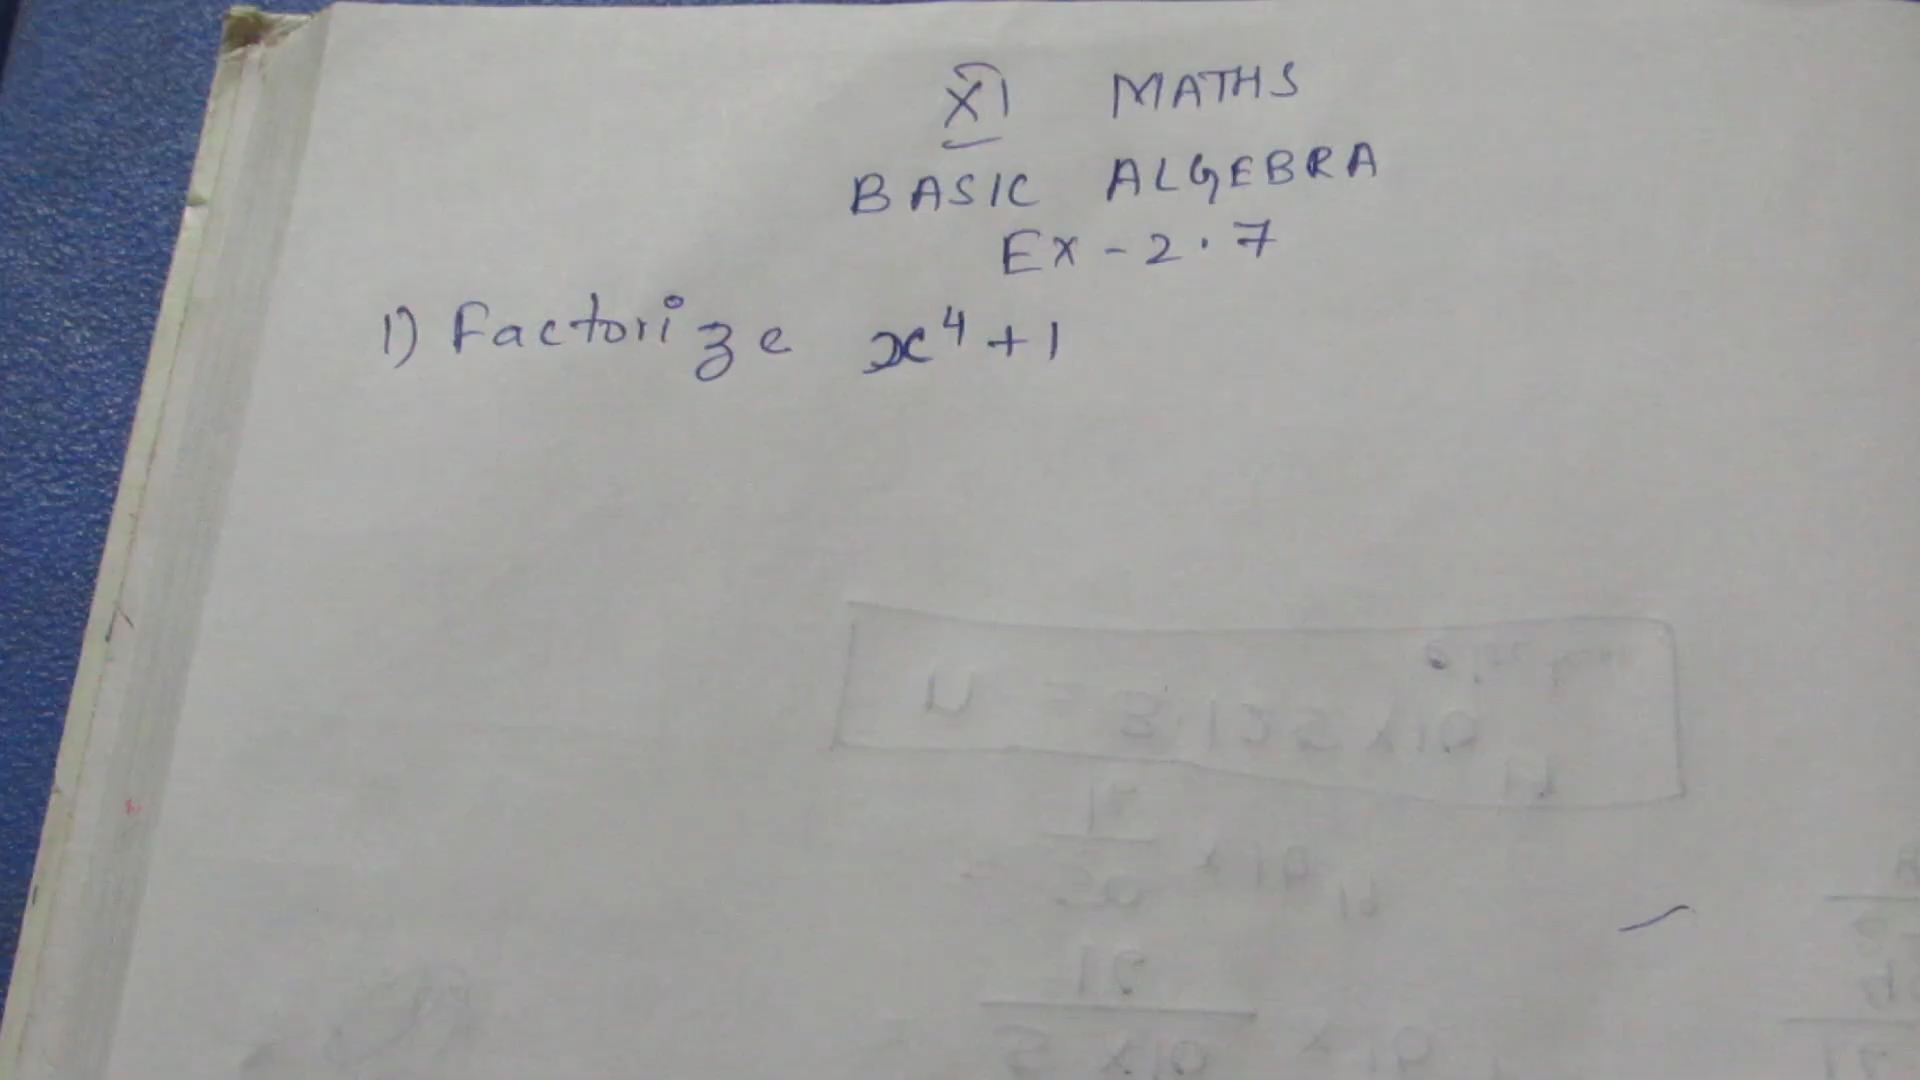 XI MATHS
BASIC ALGEBRA
Ex - 2.7
1) Factorize x⁴ + 1